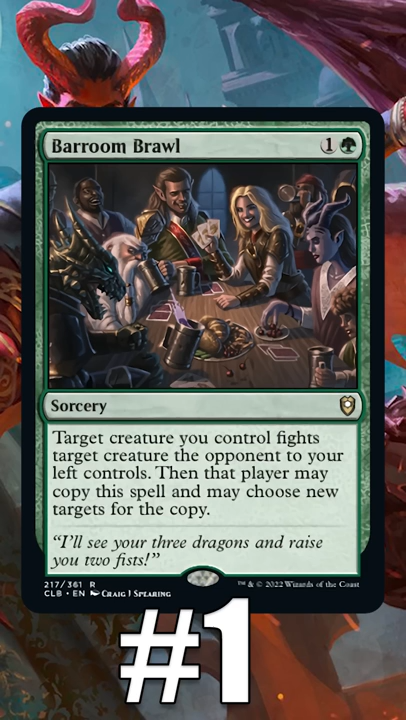 Barroom Brawl 1
Sorcery
Target creature you control fights
target creature the opponent to your
left controls. Then that player may
copy this spell and may choose new
targets for the copy.
“I’ll see your three dragons and raise
you two fists!”
217/361 R
CLB • EN Craig J Spearing
™ & © 2022 Wizards of the Coast
#1